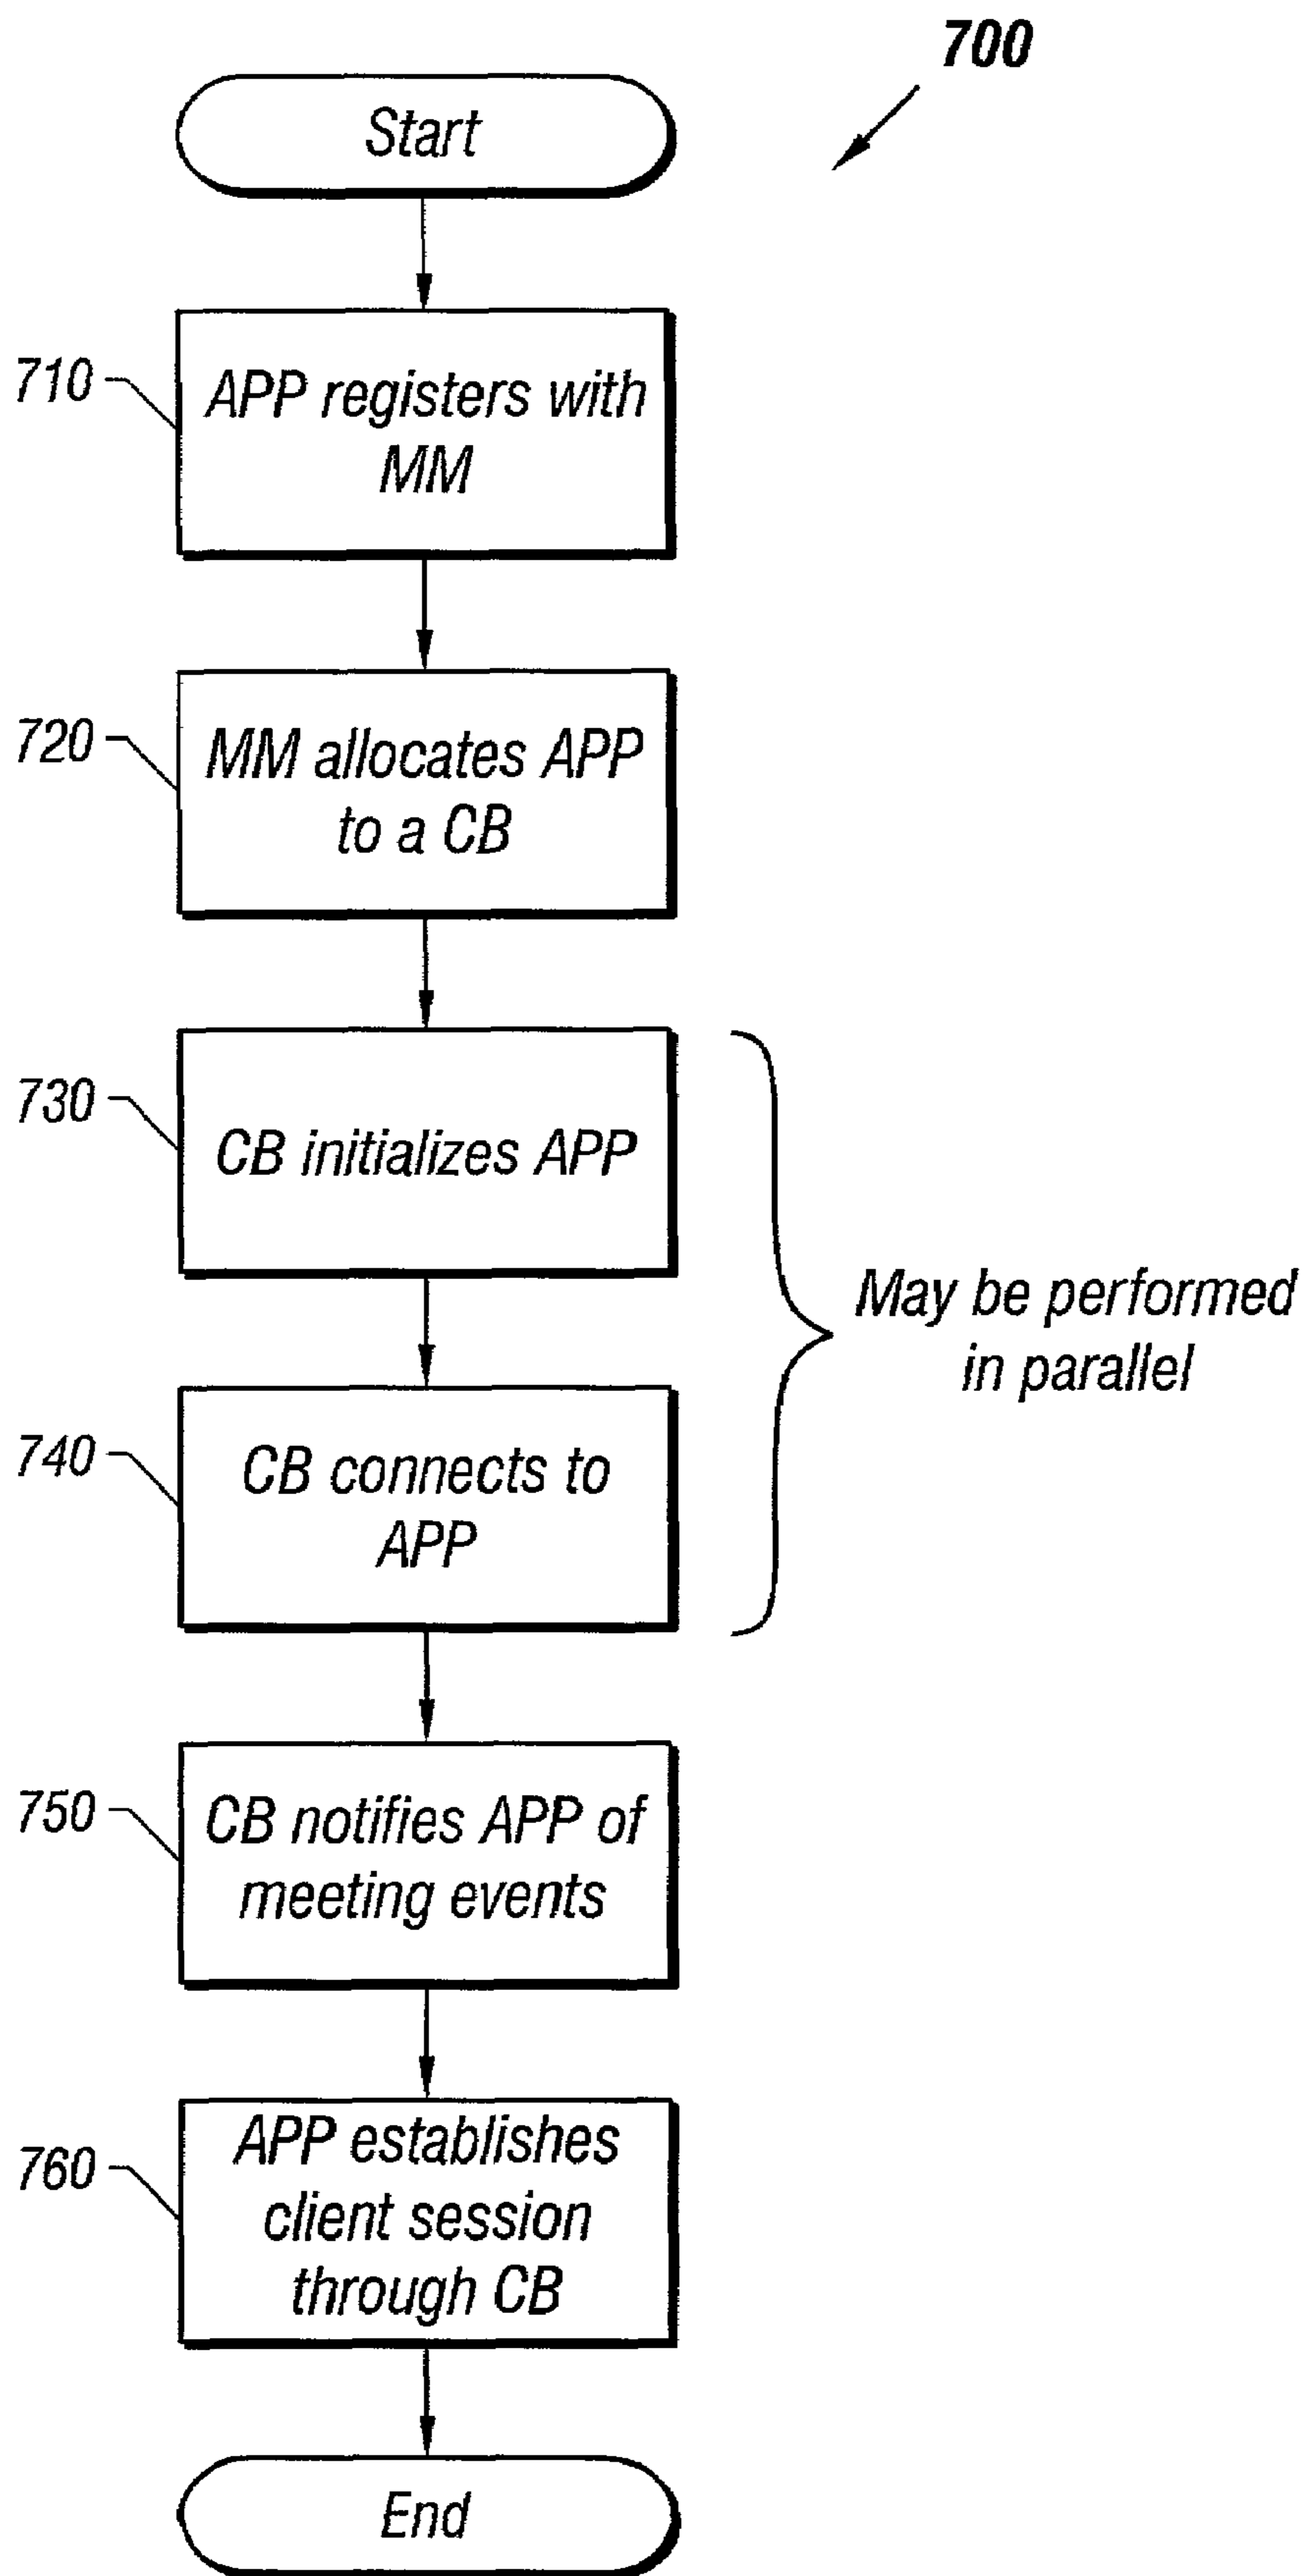 700
Start
710
APP registers with
MM
720
MM allocates APP
to a CB
730
CB initializes APP
May be performed
in parallel
740
CB connects to
APP
750
CB notifies APP of
meeting events
760
APP establishes
client session
through CB
End